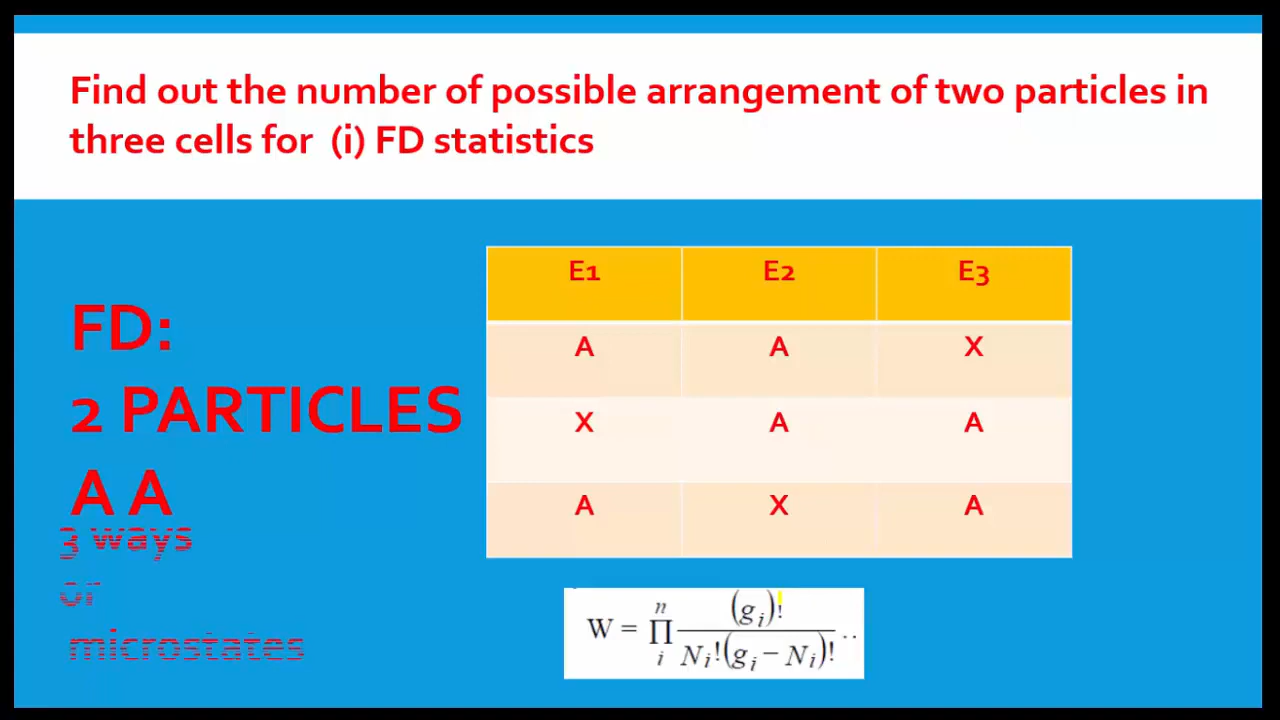 Find out the number of possible arrangement of two particles in
three cells for (i) FD statistics
FD:
2 PARTICLES
A A
3 ways
or
microstates
E1 E2 E3
A A X
X A A
A X A
W = ∏ᵢⁿ (gᵢ)! / Nᵢ!(gᵢ − Nᵢ)! ..